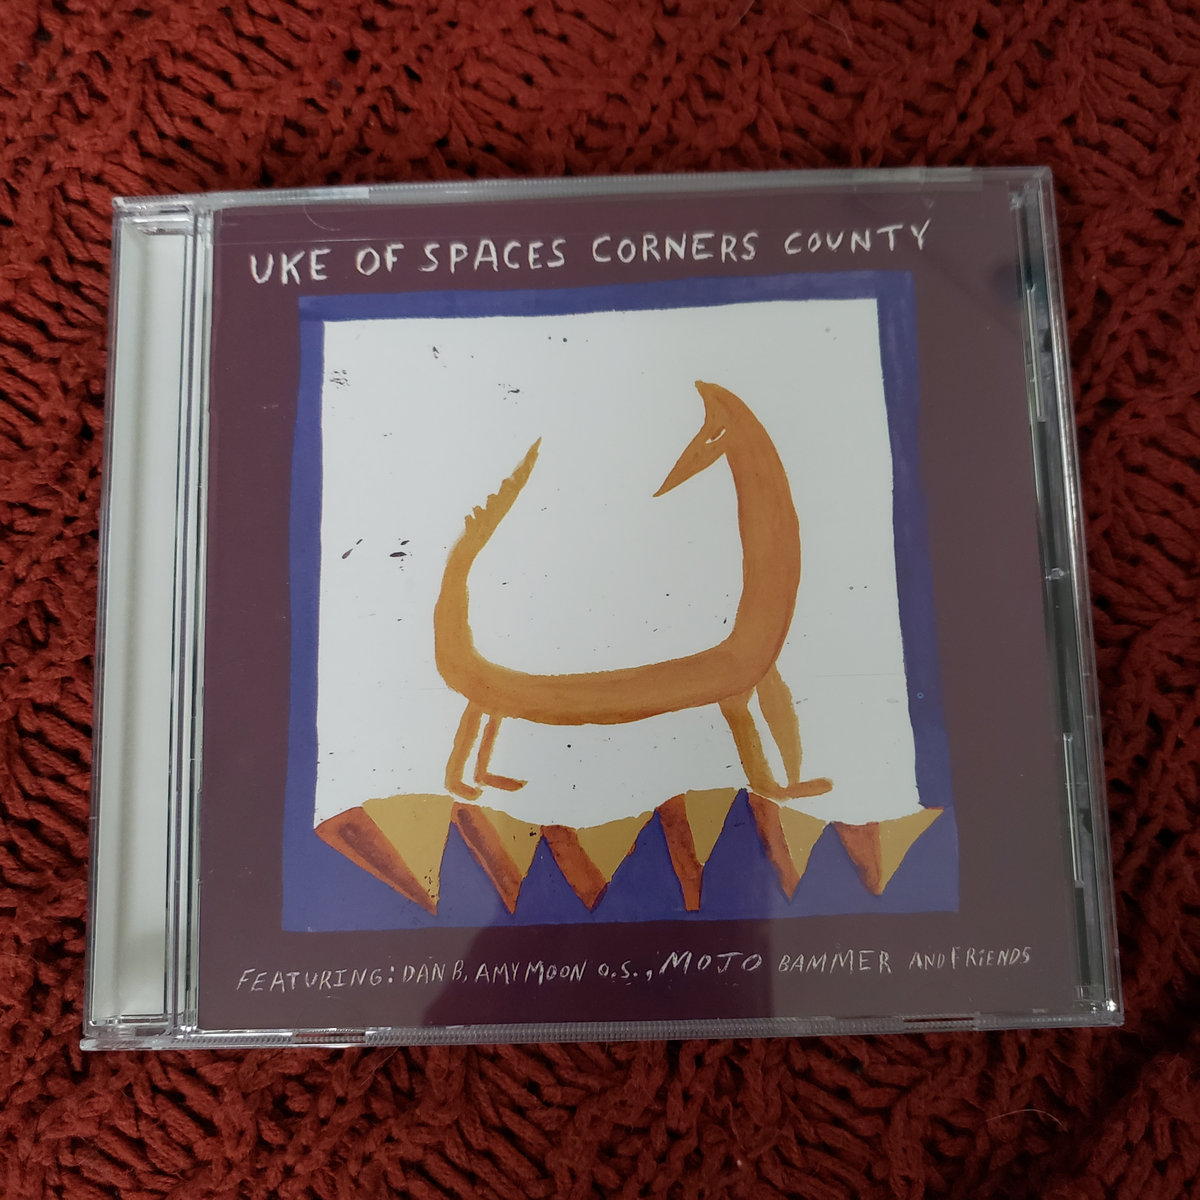 UKE OF SPACES CORNERS COUNTY
FEATURING: DAN B, AMY MOON O.S., MOJO BAMMER AND FRIENDS